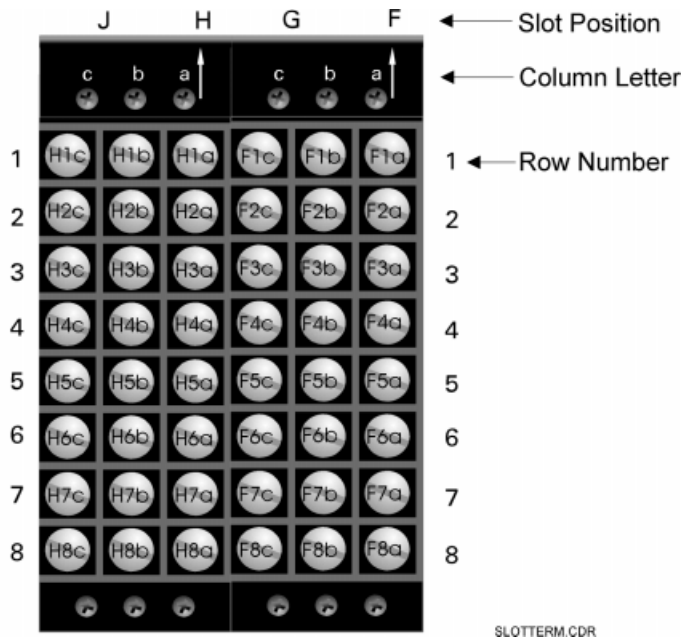 J H G F Slot Position
c b a c b a Column Letter
1 H1c H1b H1a F1c F1b F1a 1 Row Number
2 H2c H2b H2a F2c F2b F2a 2
3 H3c H3b H3a F3c F3b F3a 3
4 H4c H4b H4a F4c F4b F4a 4
5 H5c H5b H5a F5c F5b F5a 5
6 H6c H6b H6a F6c F6b F6a 6
7 H7c H7b H7a F7c F7b F7a 7
8 H8c H8b H8a F8c F8b F8a 8
SLOTTERM.CDR